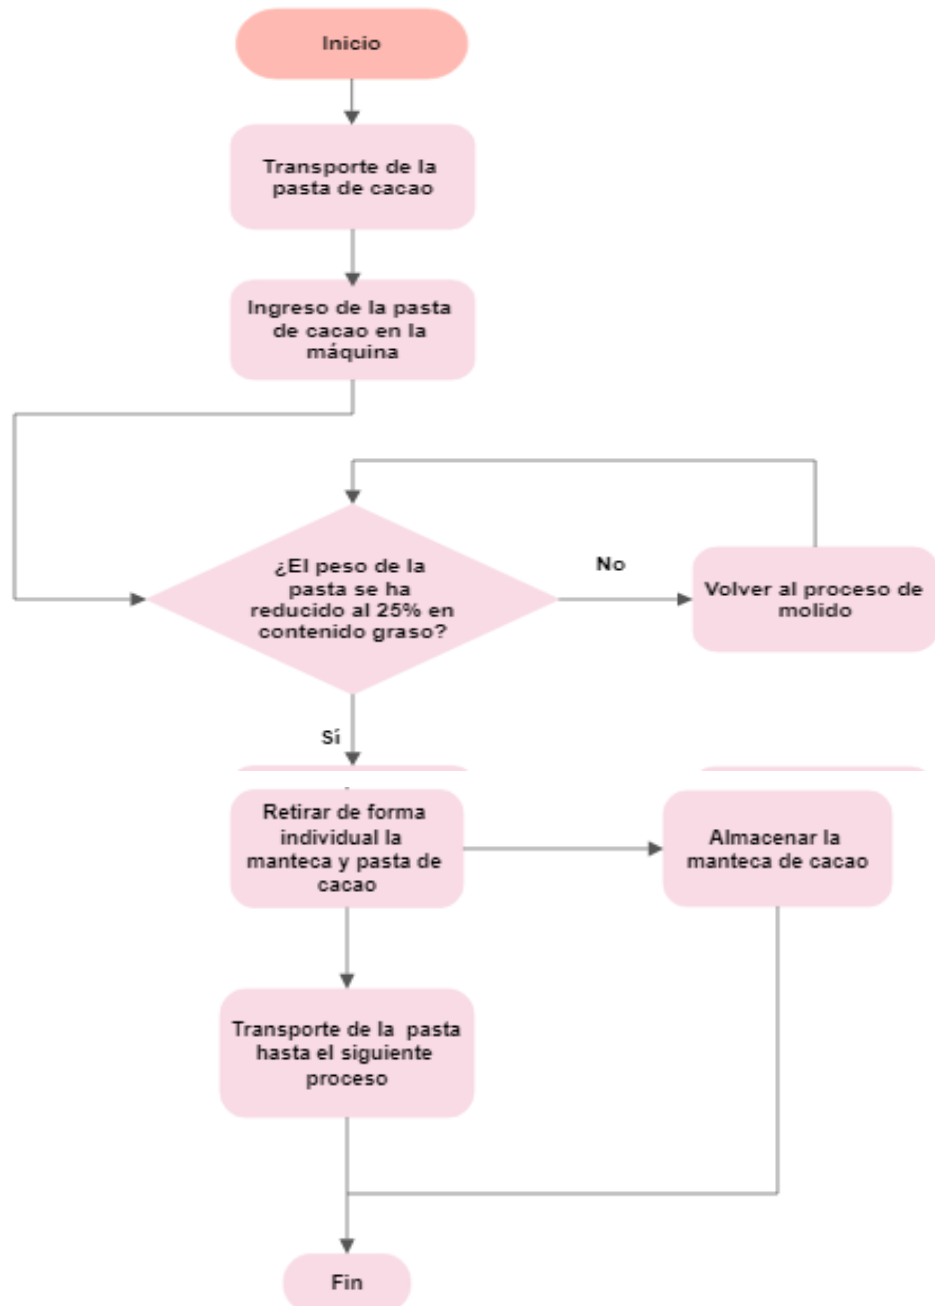 Inicio
Transporte de la
pasta de cacao
Ingreso de la pasta
de cacao en la
máquina
¿El peso de la
pasta se ha
reducido al 25% en
contenido graso?
No
Volver al proceso de
molido
Sí
Retirar de forma
individual la
manteca y pasta de
cacao
Almacenar la
manteca de cacao
Transporte de la  pasta
hasta el siguiente
proceso
Fin